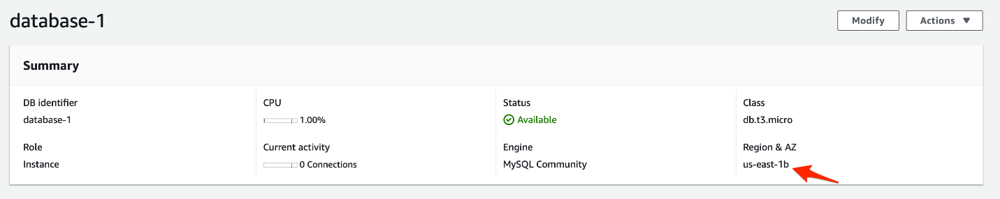 database-1
Modify
Actions
Summary
DB identifier
CPU
Status
Class
database-1
1.00%
Available
db.t3.micro
Role
Current activity
Engine
Region & AZ
Instance
0 Connections
MySQL Community
us-east-1b